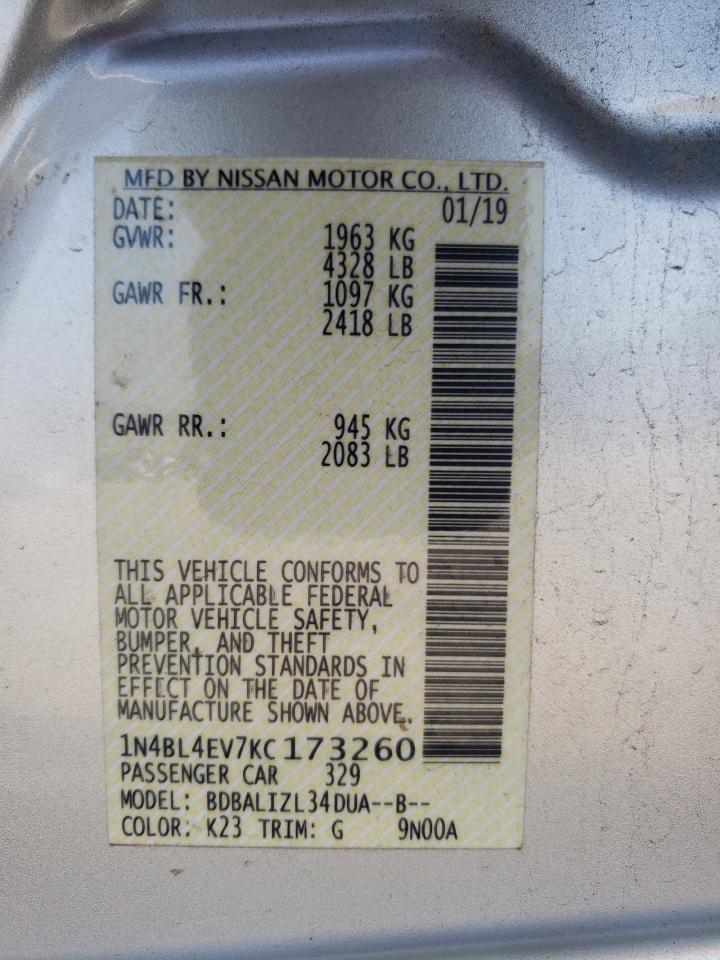 MFD BY NISSAN MOTOR CO., LTD.
DATE: 01/19
GVWR: 1963 KG
4328 LB
GAWR FR.: 1097 KG
2418 LB
GAWR RR.: 945 KG
2083 LB
THIS VEHICLE CONFORMS TO
ALL APPLICABLE FEDERAL
MOTOR VEHICLE SAFETY,
BUMPER, AND THEFT
PREVENTION STANDARDS IN
EFFECT ON THE DATE OF
MANUFACTURE SHOWN ABOVE.
1N4BL4EV7KC173260
PASSENGER CAR 329
MODEL: BDBALIZL34DUA--B--
COLOR: K23 TRIM: G 9N00A